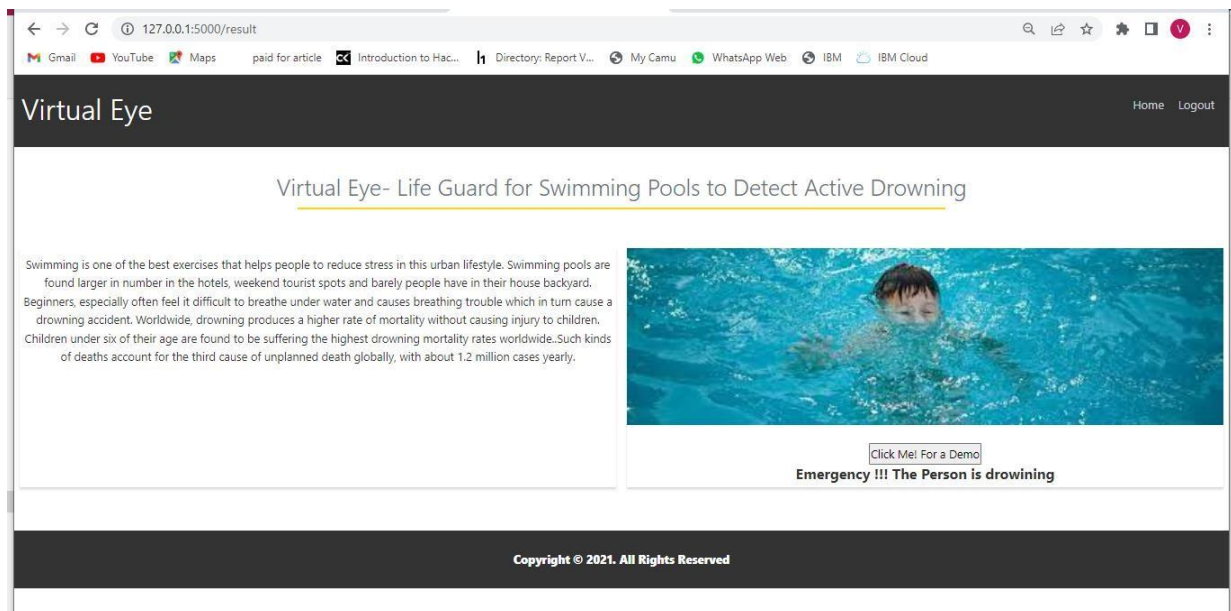 127.0.0.1:5000/result
V
Gmail YouTube Maps paid for article CK Introduction to Hac... h1 Directory: Report V... My Camu WhatsApp Web IBM IBM Cloud
Virtual Eye
Home Logout
Virtual Eye- Life Guard for Swimming Pools to Detect Active Drowning
Swimming is one of the best exercises that helps people to reduce stress in this urban lifestyle. Swimming pools are
found larger in number in the hotels, weekend tourist spots and barely people have in their house backyard.
Beginners, especially often feel it difficult to breathe under water and causes breathing trouble which in turn cause a
drowning accident. Worldwide, drowning produces a higher rate of mortality without causing injury to children.
Children under six of their age are found to be suffering the highest drowning mortality rates worldwide..Such kinds
of deaths account for the third cause of unplanned death globally, with about 1.2 million cases yearly.
Click Me! For a Demo
Emergency !!! The Person is drowining
Copyright © 2021. All Rights Reserved